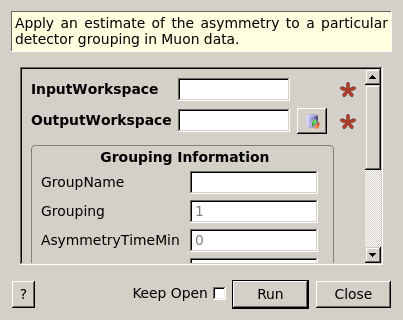 Apply an estimate of the asymmetry to a particular
detector grouping in Muon data.
InputWorkspace *
OutputWorkspace *
Grouping Information
GroupName
Grouping 1
AsymmetryTimeMin 0
? Keep Open Run Close